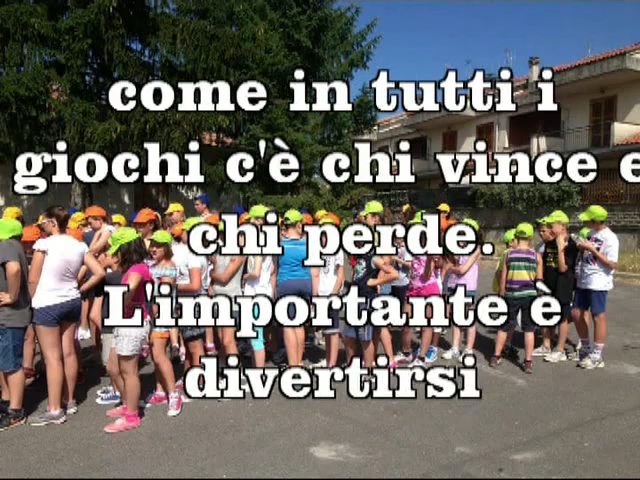 come in tutti i
giochi c'è chi vince e
chi perde.
L'importante è
divertirsi